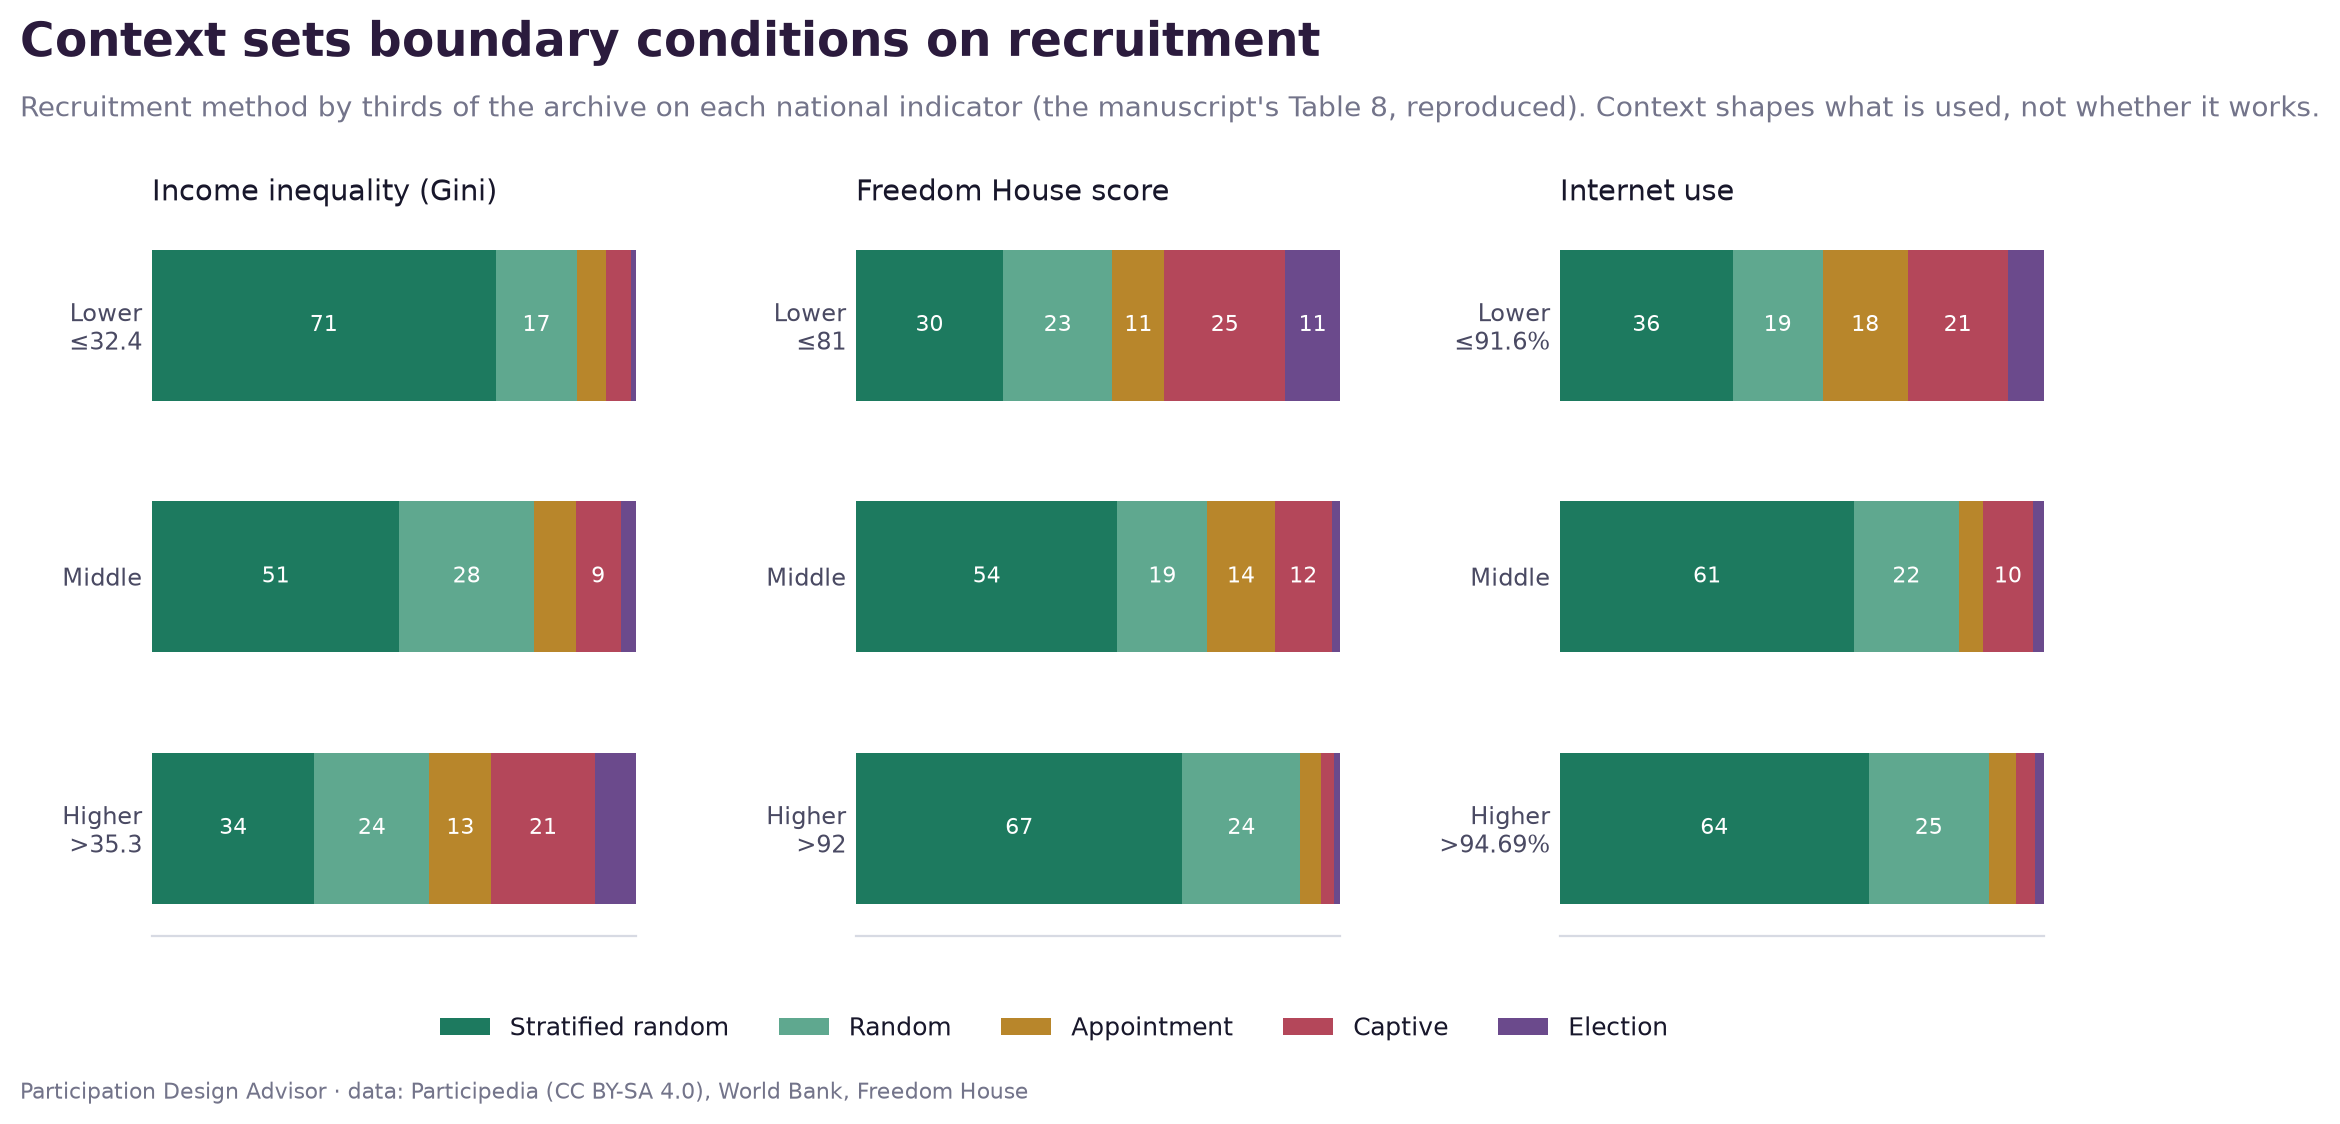 Context sets boundary conditions on recruitment
Recruitment method by thirds of the archive on each national indicator (the manuscript's Table 8, reproduced). Context shapes what is used, not whether it works.
Income inequality (Gini)
Lower
≤32.4
71
17
Middle
51
28
9
Higher
>35.3
34
24
13
21
Freedom House score
Lower
≤81
30
23
11
25
11
Middle
54
19
14
12
Higher
>92
67
24
Internet use
Lower
≤91.6%
36
19
18
21
Middle
61
22
10
Higher
>94.69%
64
25
Stratified random
Random
Appointment
Captive
Election
Participation Design Advisor · data: Participedia (CC BY-SA 4.0), World Bank, Freedom House